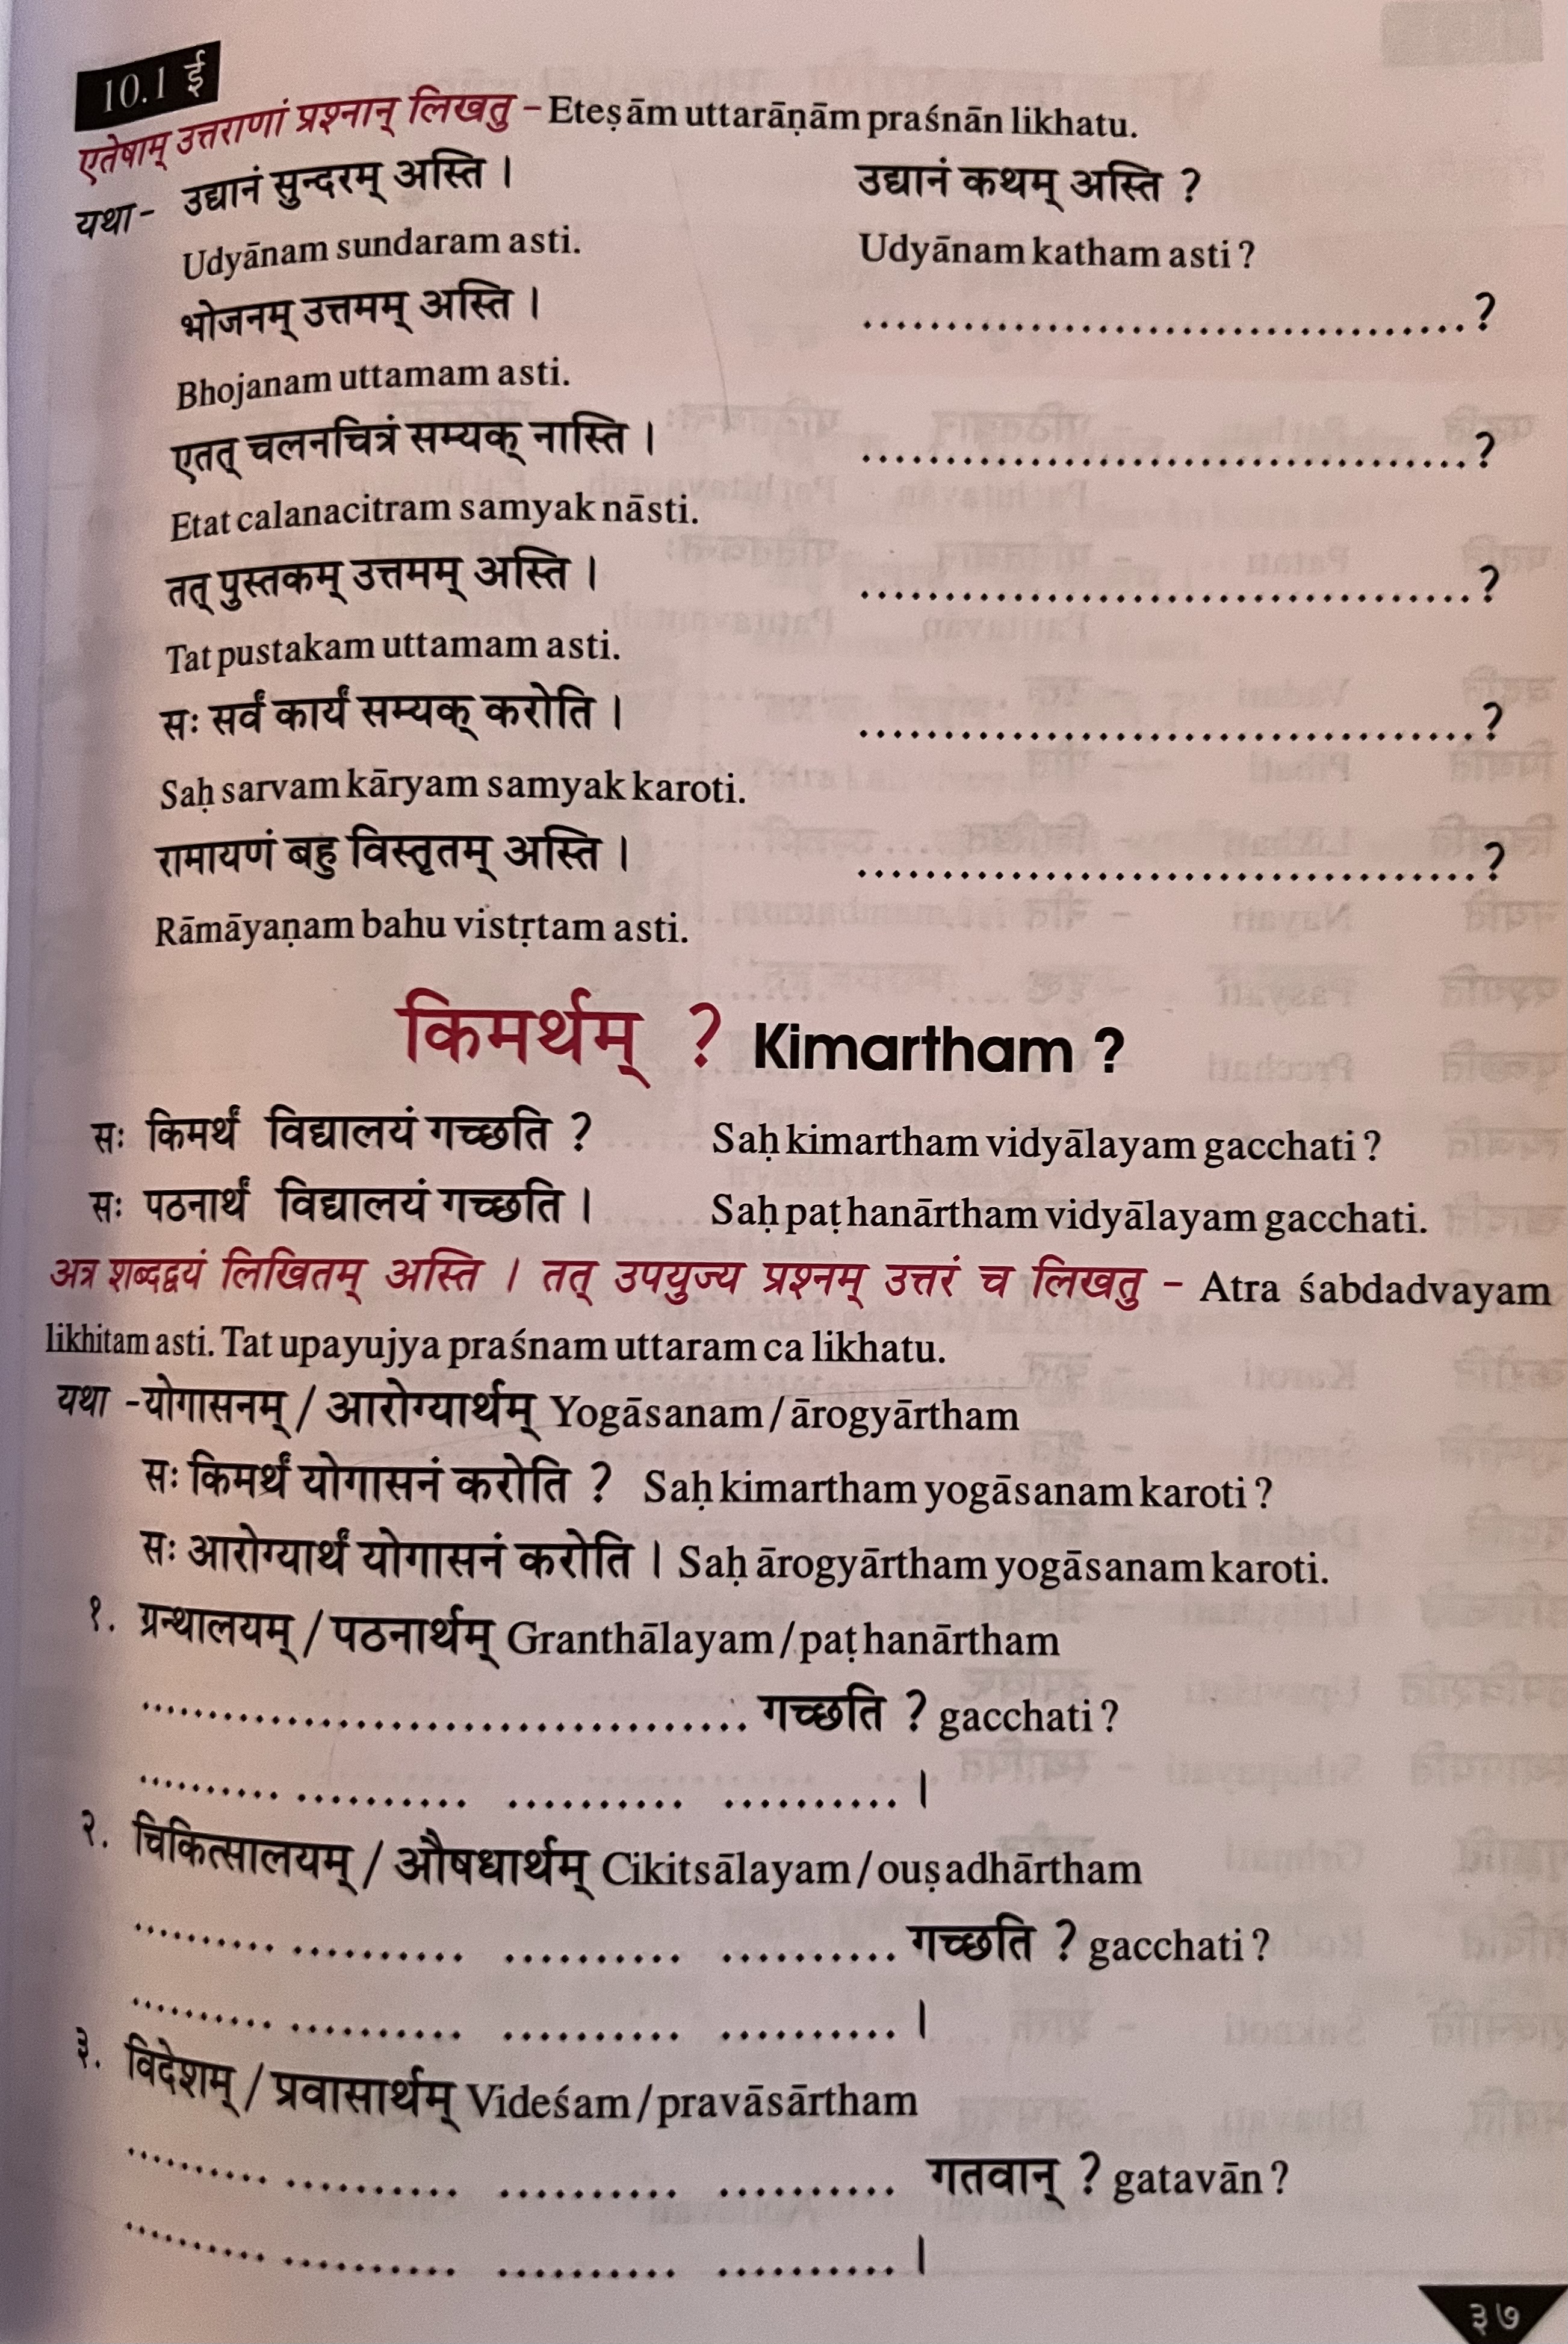 10.1 ई
एतेषाम् उत्तराणां प्रश्नान् लिखतु – Eteṣām uttarāṇām praśnān likhatu.
यथा - उद्यानं सुन्दरम् अस्ति । उद्यानं कथम् अस्ति ?
Udyānam sundaram asti. Udyānam katham asti ?
भोजनम् उत्तमम् अस्ति । ....................................?
Bhojanam uttamam asti.
एतत् चलनचित्रं सम्यक् नास्ति । ....................................?
Etat calanacitram samyak nāsti.
तत् पुस्तकम् उत्तमम् अस्ति । ....................................?
Tat pustakam uttamam asti.
सः सर्वं कार्यं सम्यक् करोति । ....................................?
Saḥ sarvam kāryam samyak karoti.
रामायणं बहु विस्तृतम् अस्ति । ....................................?
Rāmāyaṇam bahu vistṛtam asti.
किमर्थम् ? Kimartham ?
सः किमर्थं विद्यालयं गच्छति ? Saḥ kimartham vidyālayam gacchati ?
सः पठनार्थं विद्यालयं गच्छति । Saḥ paṭhanārtham vidyālayam gacchati.
अत्र शब्दद्वयं लिखितम् अस्ति । तत् उपयुज्य प्रश्नम् उत्तरं च लिखतु – Atra śabdadvayam
likhitam asti. Tat upayujya praśnam uttaram ca likhatu.
यथा -योगासनम् / आरोग्यार्थम् Yogāsanam / ārogyārtham
सः किमर्थं योगासनं करोति ? Saḥ kimartham yogāsanam karoti ?
सः आरोग्यार्थं योगासनं करोति । Saḥ ārogyārtham yogāsanam karoti.
१. ग्रन्थालयम् / पठनार्थम् Granthālayam / paṭhanārtham
.................................... गच्छति ? gacchati ?
.......... .......... .......... .......... ।
२. चिकित्सालयम् / औषधार्थम् Cikitsālayam / ouṣadhārtham
.......... .......... .......... .......... गच्छति ? gacchati ?
.......... .......... .......... .......... ।
३. विदेशम् / प्रवासार्थम् Videśam / pravāsārtham
.......... .......... .......... .......... गतवान् ? gatavān ?
.......... .......... .......... .......... ।
३७